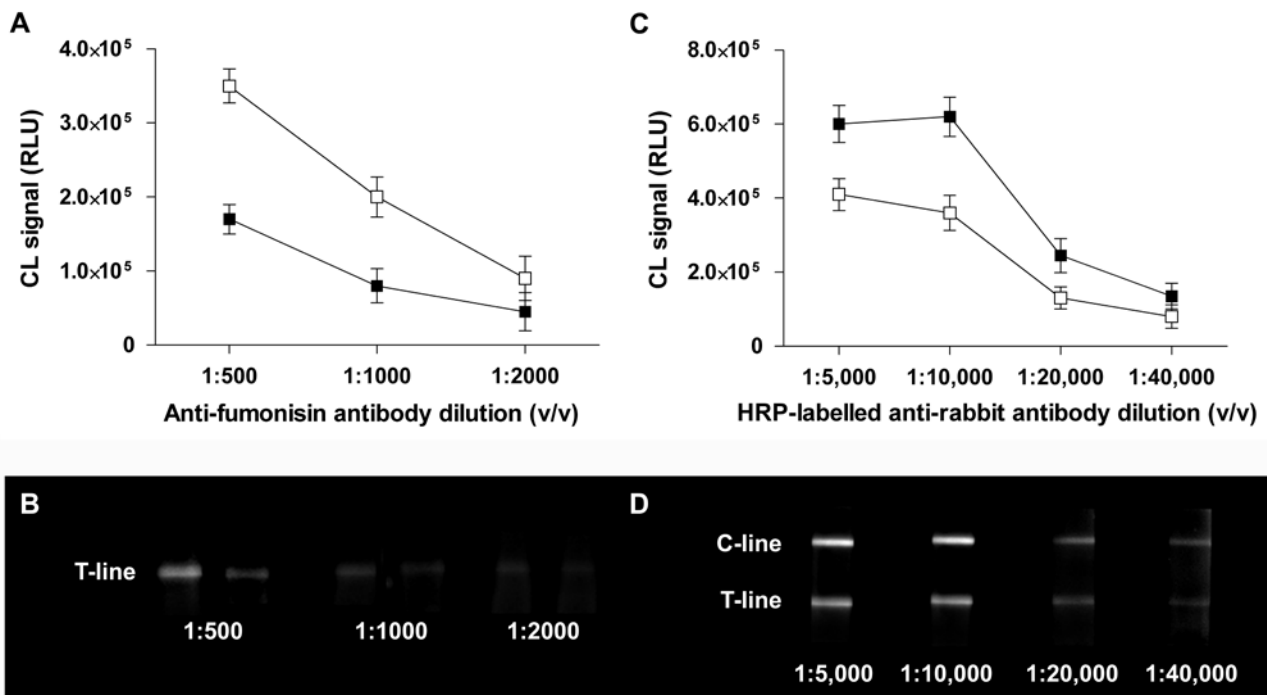 A
4.0×10⁵
3.0×10⁵
2.0×10⁵
1.0×10⁵
0
CL signal (RLU)
1:500 1:1000 1:2000
Anti-fumonisin antibody dilution (v/v)
C
8.0×10⁵
6.0×10⁵
4.0×10⁵
2.0×10⁵
0
CL signal (RLU)
1:5,000 1:10,000 1:20,000 1:40,000
HRP-labelled anti-rabbit antibody dilution (v/v)
B
T-line
1:500 1:1000 1:2000
D
C-line
T-line
1:5,000 1:10,000 1:20,000 1:40,000